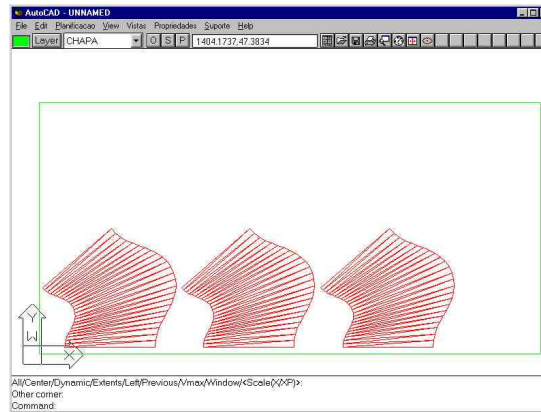 AutoCAD - UNNAMED
File Edit Planificacao View Vistas Propriedades Suporte Help
Layer CHAPA O S P 1404.1737,47.3834
Y
W
X
All/Center/Dynamic/Extents/Left/Previous/Vmax/Window/<Scale(X/XP)>:
Other corner:
Command: